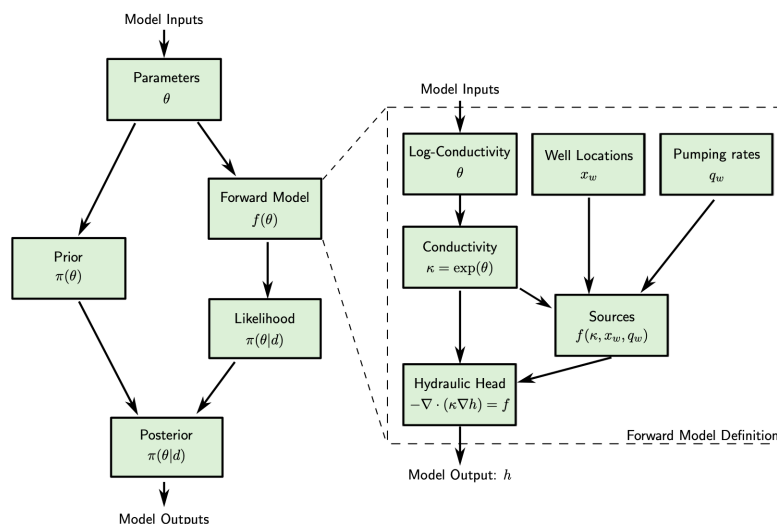 Model Inputs
Parameters
θ
Forward Model
f(θ)
Prior
π(θ)
Likelihood
π(θ|d)
Posterior
π(θ|d)
Model Outputs
Model Inputs
Log-Conductivity
θ
Well Locations
x_w
Pumping rates
q_w
Conductivity
κ = exp(θ)
Sources
f(κ, x_w, q_w)
Hydraulic Head
−∇ · (κ∇h) = f
Forward Model Definition
Model Output: h